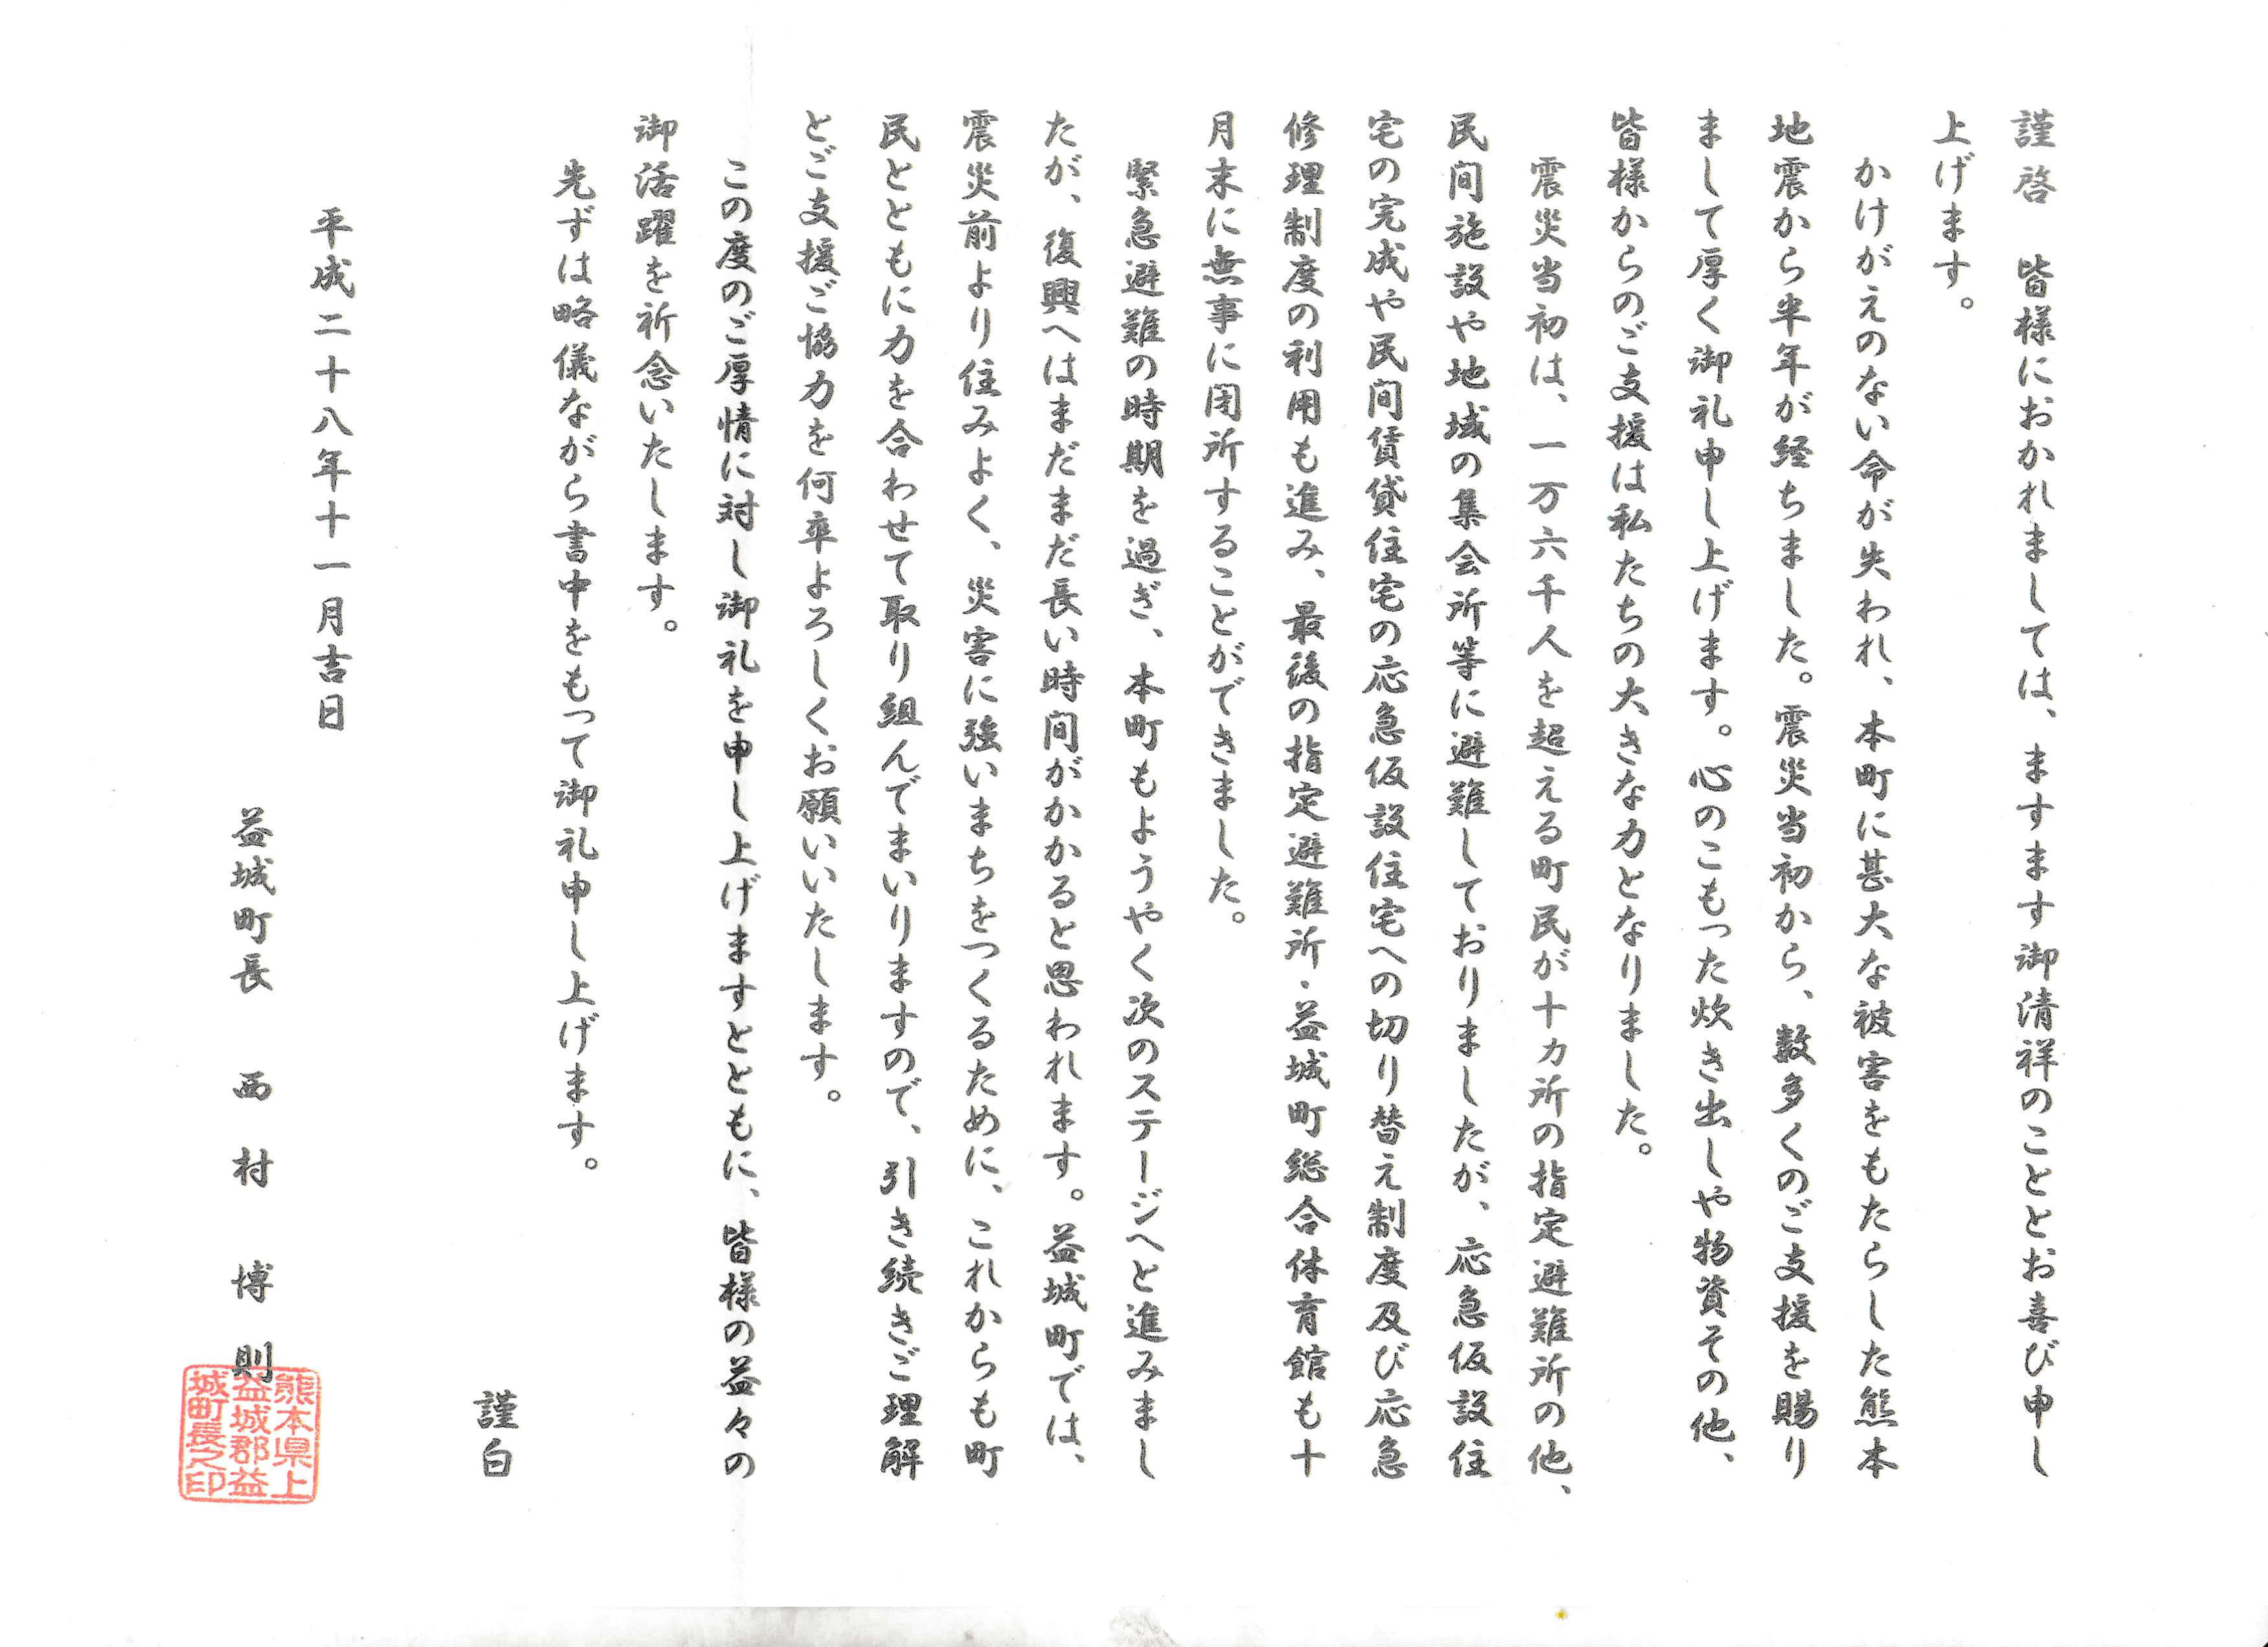 謹啓　皆様におかれましては、ますます御清祥のこととお喜び申し
上げます。
　かけがえのない命が失われ、本町に甚大な被害をもたらした熊本
地震から半年が経ちました。震災当初から、数多くのご支援を賜り
まして厚く御礼申し上げます。心のこもった炊き出しや物資その他、
皆様からのご支援は私たちの大きな力となりました。
　震災当初は、一万六千人を超える町民が十カ所の指定避難所の他、
民間施設や地域の集会所等に避難しておりましたが、応急仮設住
宅の完成や民間賃貸住宅の応急仮設住宅への切り替え制度及び応急
修理制度の利用も進み、最後の指定避難所・益城町総合体育館も十
月末に無事に閉所することができました。
　緊急避難の時期を過ぎ、本町もようやく次のステージへと進みまし
たが、復興へはまだまだ長い時間がかかると思われます。益城町では、
震災前より住みよく、災害に強いまちをつくるために、これからも町
民とともに力を合わせて取り組んでまいりますので、引き続きご理解
とご支援ご協力を何卒よろしくお願いいたします。
　この度のご厚情に対し御礼を申し上げますとともに、皆様の益々の
御活躍を祈念いたします。
　先ずは略儀ながら書中をもって御礼申し上げます。
謹白
平成二十八年十一月吉日
益城町長　西村　博則
熊本県上
益城郡益
城町長之印